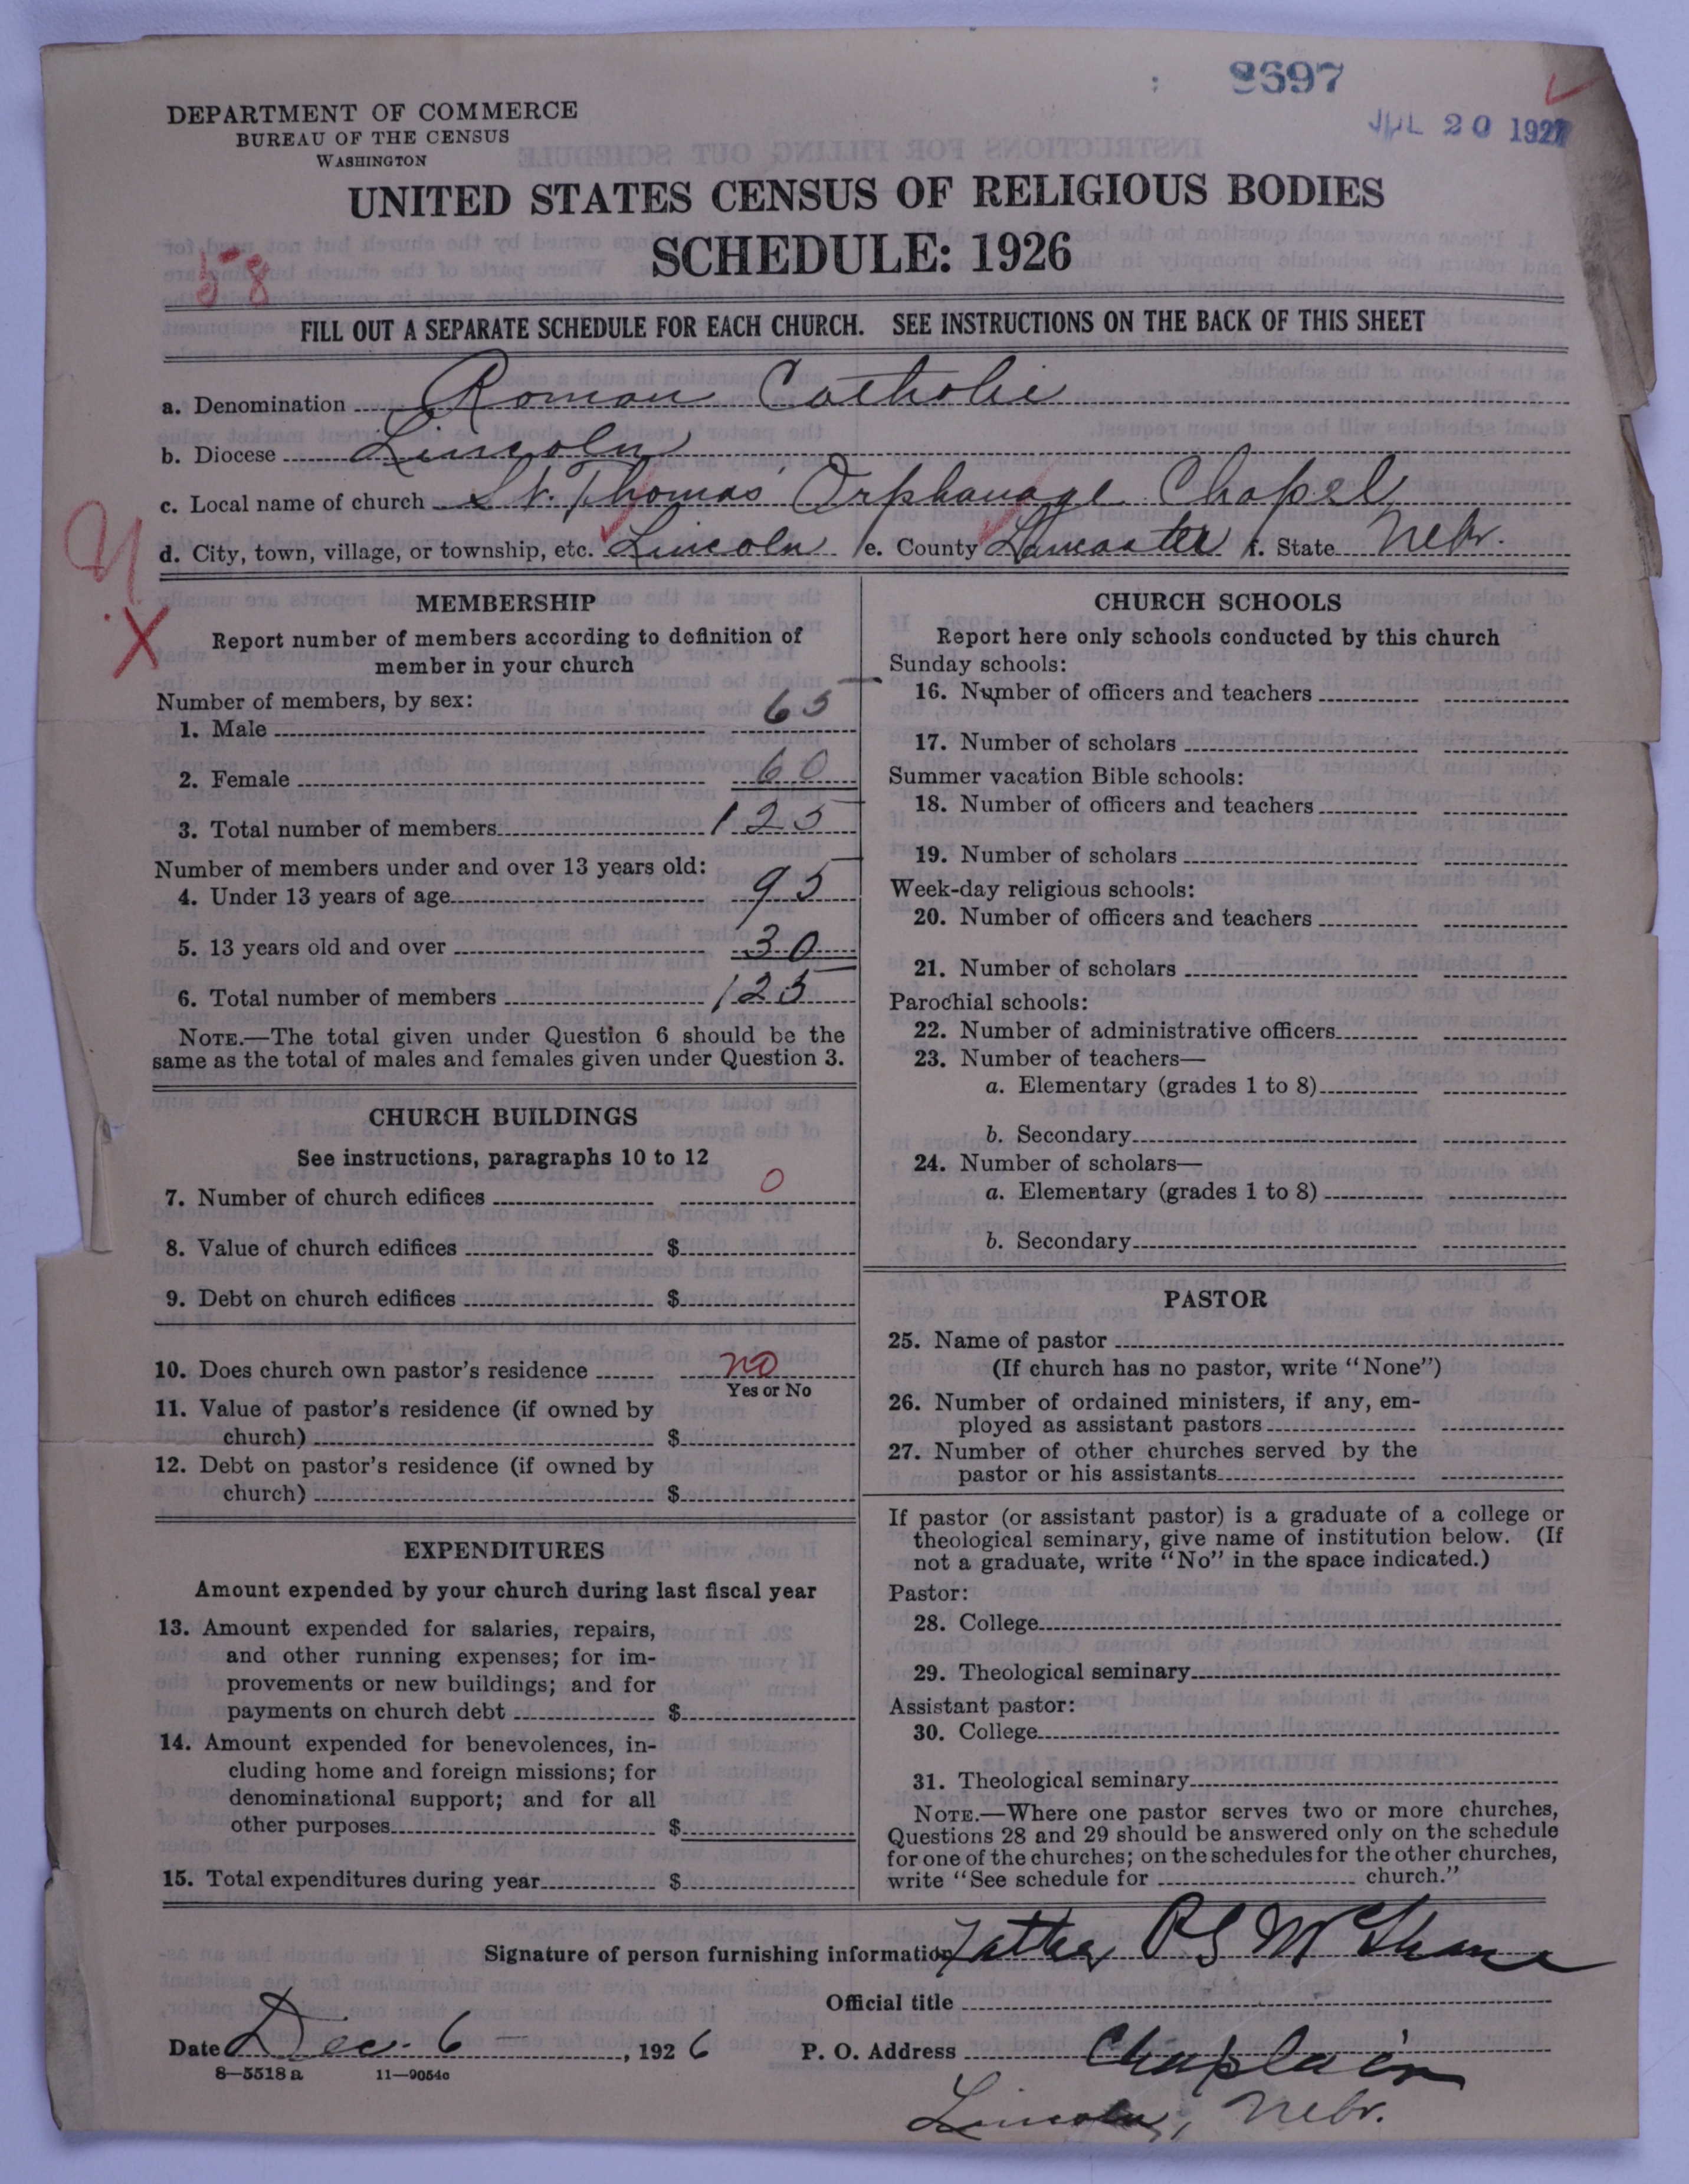 8697
JUL 20 1927
DEPARTMENT OF COMMERCE
BUREAU OF THE CENSUS
WASHINGTON
UNITED STATES CENSUS OF RELIGIOUS BODIES
SCHEDULE: 1926
58
FILL OUT A SEPARATE SCHEDULE FOR EACH CHURCH. SEE INSTRUCTIONS ON THE BACK OF THIS SHEET
a. Denomination Roman Catholic
b. Diocese Lincoln
c. Local name of church St. Thomas' Orphanage Chapel
d. City, town, village, or township, etc. Lincoln e. County Lancaster f. State Nebr.
X
MEMBERSHIP
Report number of members according to definition of
member in your church
Number of members, by sex:
1. Male 65
2. Female 60
3. Total number of members 125
Number of members under and over 13 years old:
4. Under 13 years of age 95
5. 13 years old and over 30
6. Total number of members 125
NOTE.—The total given under Question 6 should be the
same as the total of males and females given under Question 3.
CHURCH BUILDINGS
See instructions, paragraphs 10 to 12
7. Number of church edifices 0
8. Value of church edifices $
9. Debt on church edifices $
10. Does church own pastor's residence no
Yes or No
11. Value of pastor's residence (if owned by
church) $
12. Debt on pastor's residence (if owned by
church) $
EXPENDITURES
Amount expended by your church during last fiscal year
13. Amount expended for salaries, repairs,
and other running expenses; for im-
provements or new buildings; and for
payments on church debt $
14. Amount expended for benevolences, in-
cluding home and foreign missions; for
denominational support; and for all
other purposes $
15. Total expenditures during year $
CHURCH SCHOOLS
Report here only schools conducted by this church
Sunday schools:
16. Number of officers and teachers
17. Number of scholars
Summer vacation Bible schools:
18. Number of officers and teachers
19. Number of scholars
Week-day religious schools:
20. Number of officers and teachers
21. Number of scholars
Parochial schools:
22. Number of administrative officers
23. Number of teachers—
a. Elementary (grades 1 to 8)
b. Secondary
24. Number of scholars—
a. Elementary (grades 1 to 8)
b. Secondary
PASTOR
25. Name of pastor
(If church has no pastor, write "None")
26. Number of ordained ministers, if any, em-
ployed as assistant pastors
27. Number of other churches served by the
pastor or his assistants
If pastor (or assistant pastor) is a graduate of a college or
theological seminary, give name of institution below. (If
not a graduate, write "No" in the space indicated.)
Pastor:
28. College
29. Theological seminary
Assistant pastor:
30. College
31. Theological seminary
NOTE.—Where one pastor serves two or more churches,
Questions 28 and 29 should be answered only on the schedule
for one of the churches; on the schedules for the other churches,
write "See schedule for church."
Signature of person furnishing information Father P S McShane
Official title
Date Dec. 6 , 1926 P. O. Address Chaplain
8—5518 a 11—9054c
Lincoln, Nebr.